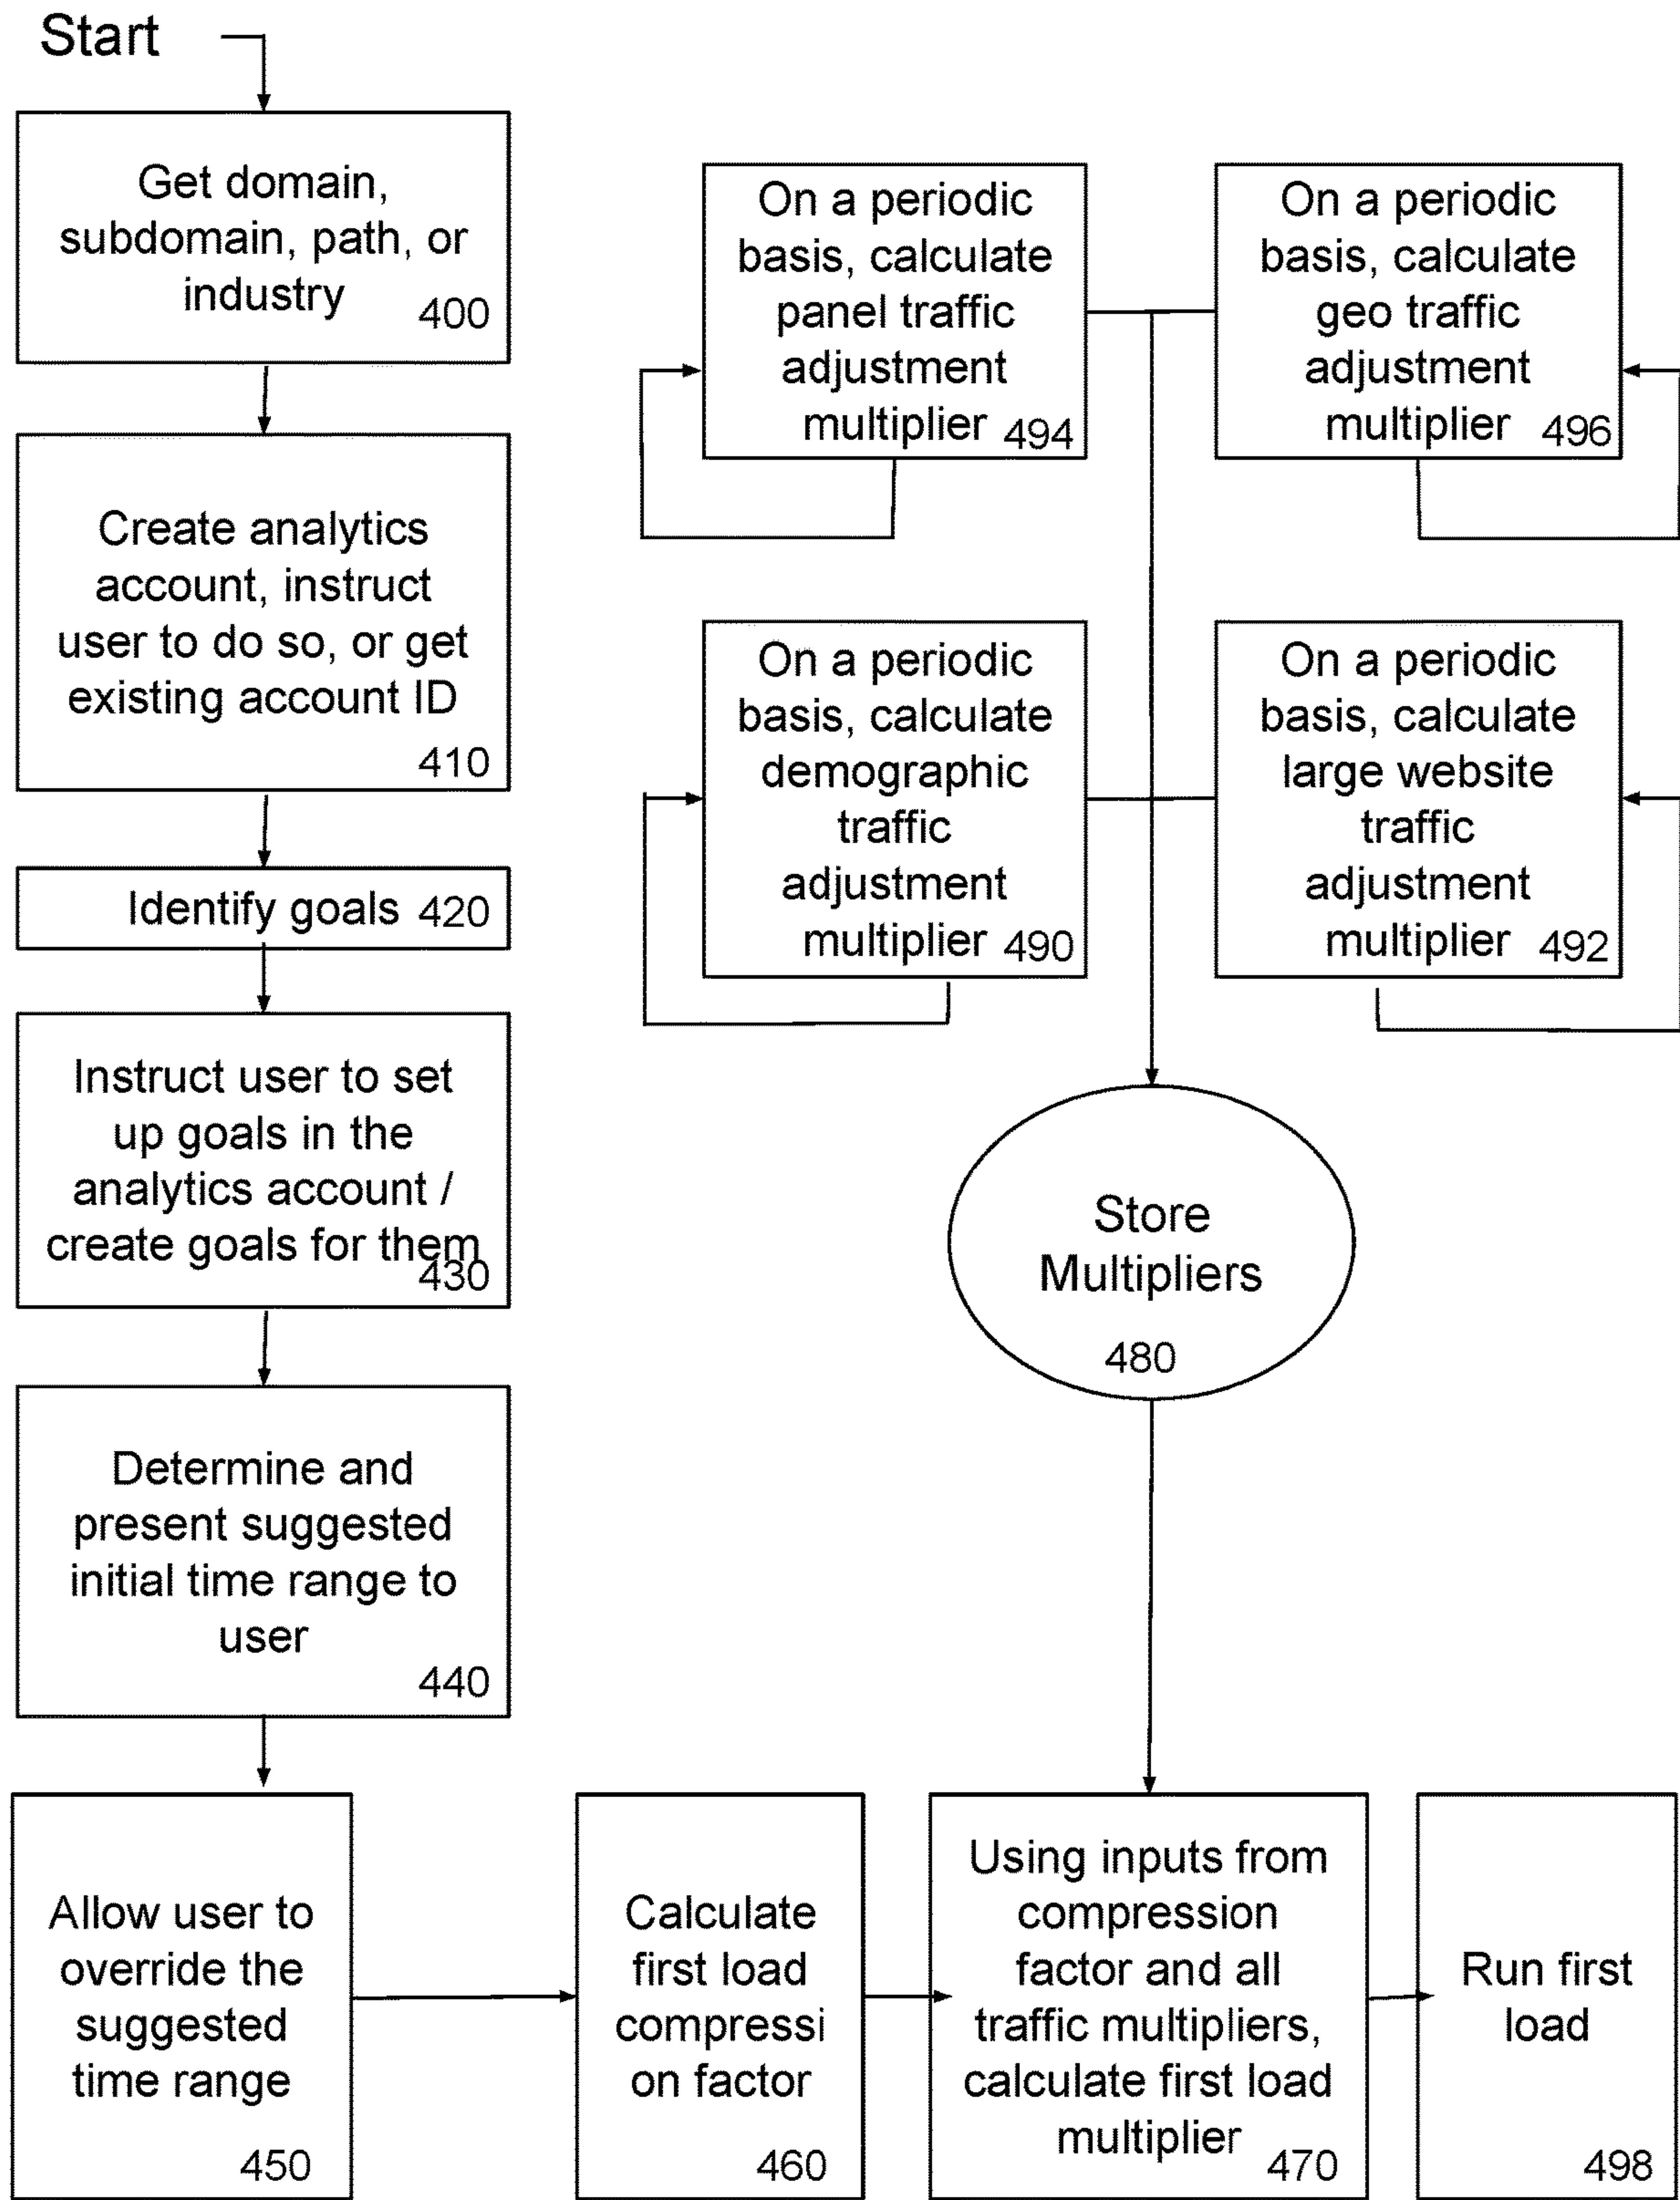 Start
Get domain,
subdomain, path, or
industry
400
Create analytics
account, instruct
user to do so, or get
existing account ID
410
Identify goals 420
Instruct user to set
up goals in the
analytics account /
create goals for them
430
Determine and
present suggested
initial time range to
user
440
Allow user to
override the
suggested
time range
450
Calculate
first load
compressi
on factor
460
Using inputs from
compression
factor and all
traffic multipliers,
calculate first load
multiplier
470
Run first
load
498
On a periodic
basis, calculate
panel traffic
adjustment
multiplier 494
On a periodic
basis, calculate
geo traffic
adjustment
multiplier 496
On a periodic
basis, calculate
demographic
traffic
adjustment
multiplier 490
On a periodic
basis, calculate
large website
traffic
adjustment
multiplier 492
Store
Multipliers
480